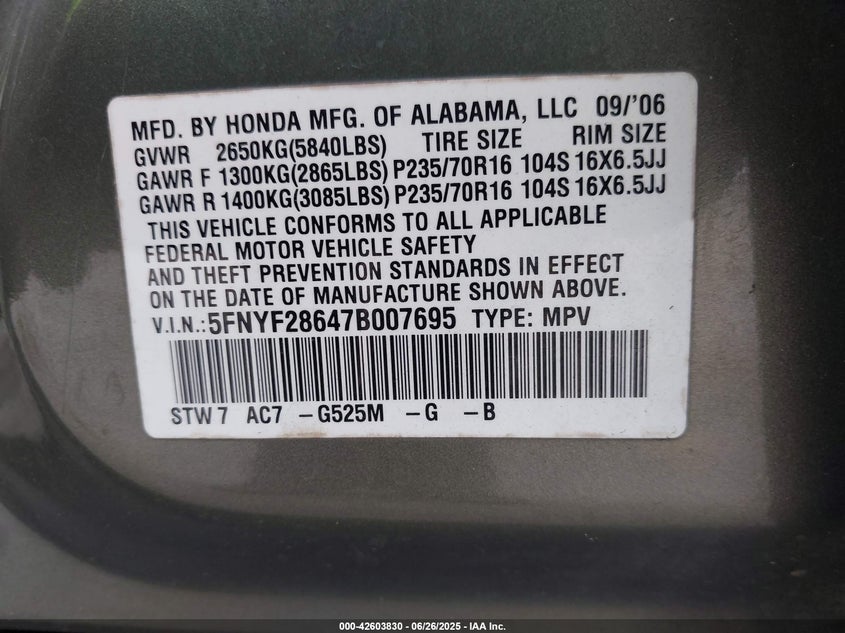 MFD. BY HONDA MFG. OF ALABAMA, LLC 09/'06
GVWR 2650KG(5840LBS) TIRE SIZE RIM SIZE
GAWR F 1300KG(2865LBS) P235/70R16 104S 16X6.5JJ
GAWR R 1400KG(3085LBS) P235/70R16 104S 16X6.5JJ
THIS VEHICLE CONFORMS TO ALL APPLICABLE
FEDERAL MOTOR VEHICLE SAFETY
AND THEFT PREVENTION STANDARDS IN EFFECT
ON THE DATE OF MANUFACTURE SHOWN ABOVE.
V.I.N.:5FNYF28647B007695 TYPE: MPV
STW7 AC7 -G525M -G -B
000-42603830 - 06/26/2025 - IAA Inc.